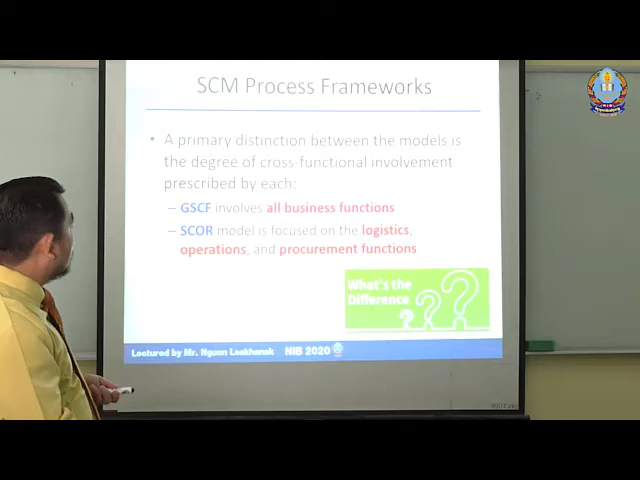 SCM Process Frameworks
• A primary distinction between the models is
the degree of cross-functional involvement
prescribed by each:
– GSCF involves all business functions
– SCOR model is focused on the logistics,
operations, and procurement functions
What's the
Difference
? ? ?
Lectured by Mr. Nguon Leakhanak NIB 2020